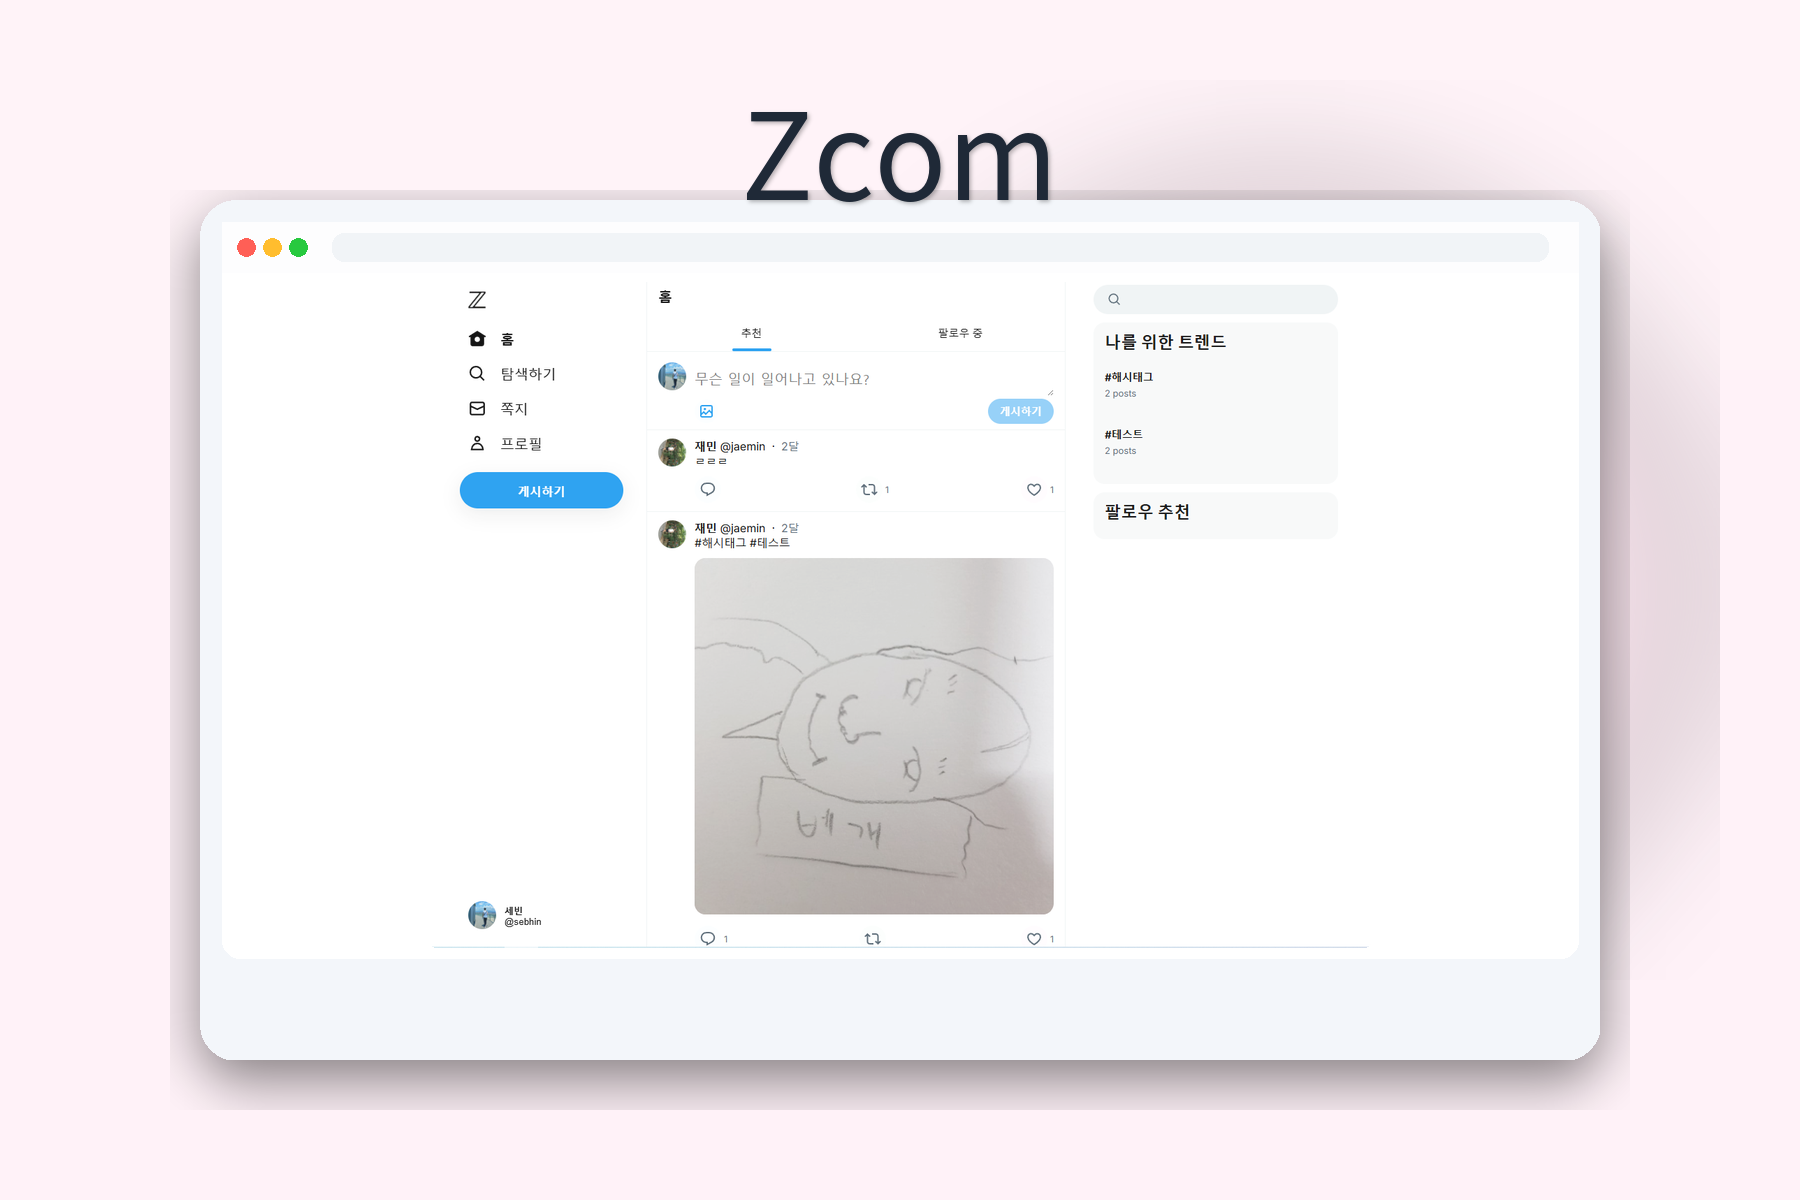 Zcom
Z
홈
탐색하기
쪽지
프로필
게시하기
세빈
@sebhin
홈
추천
팔로우 중
무슨 일이 일어나고 있나요?
게시하기
재민 @jaemin · 2달
ㄹㄹㄹ
1
1
재민 @jaemin · 2달
#해시태그 #테스트
베개
1
1
나를 위한 트렌드
#해시태그
2 posts
#테스트
2 posts
팔로우 추천